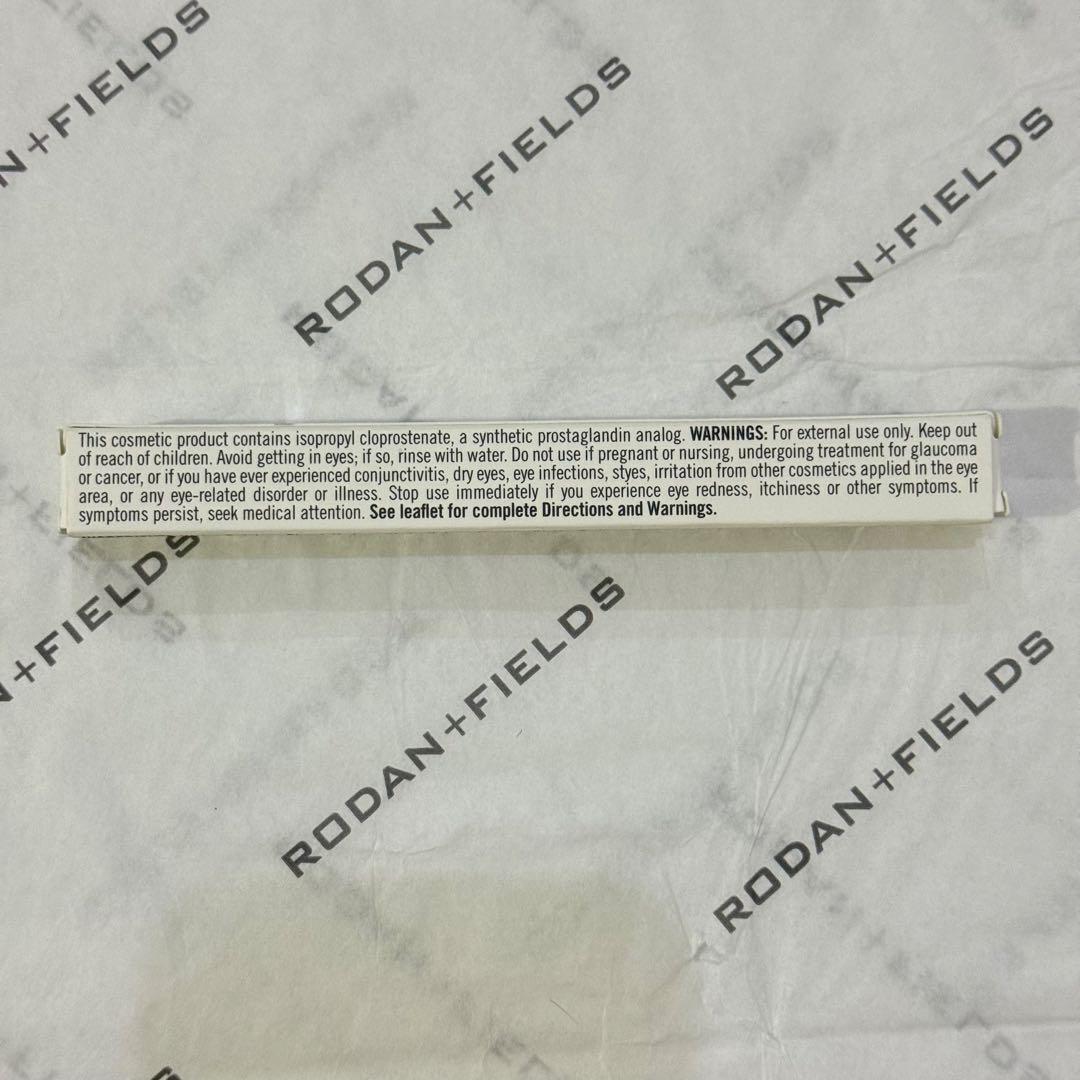 N+FIELDS
RODAN+FIELDS
RODAN+FIELDS
This cosmetic product contains isopropyl cloprostenate, a synthetic prostaglandin analog. WARNINGS: For external use only. Keep out
of reach of children. Avoid getting in eyes; if so, rinse with water. Do not use if pregnant or nursing, undergoing treatment for glaucoma
or cancer, or if you have ever experienced conjunctivitis, dry eyes, eye infections, styes, irritation from other cosmetics applied in the eye
area, or any eye-related disorder or illness. Stop use immediately if you experience eye redness, itchiness or other symptoms. If
symptoms persist, seek medical attention. See leaflet for complete Directions and Warnings.
+FIELDS
RODAN+FIELDS
RODAN+FIELDS